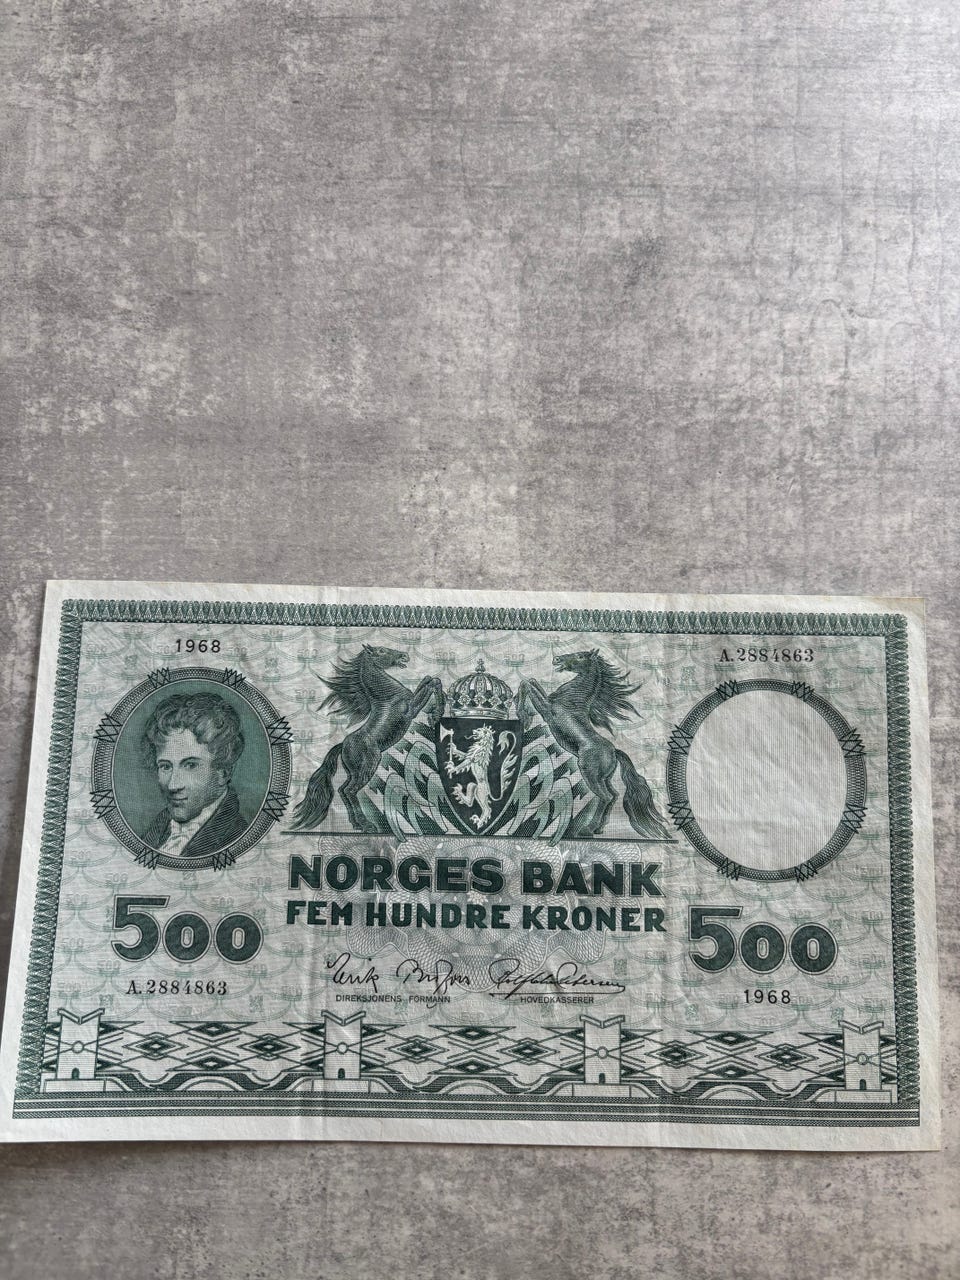 1968
A.2884863
NORGES BANK
FEM HUNDRE KRONER
500
500
A.2884863
DIREKSJONENS FORMANN
HOVEDKASSERER
1968